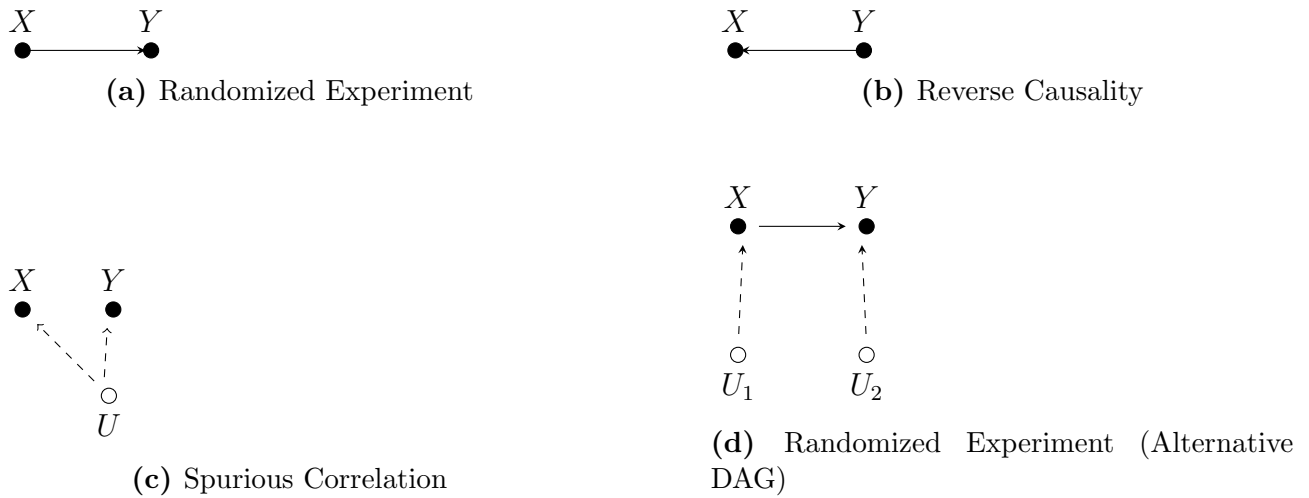 X Y
(a) Randomized Experiment
X Y
(b) Reverse Causality
X Y
U
(c) Spurious Correlation
X Y
U₁ U₂
(d) Randomized Experiment (Alternative
DAG)